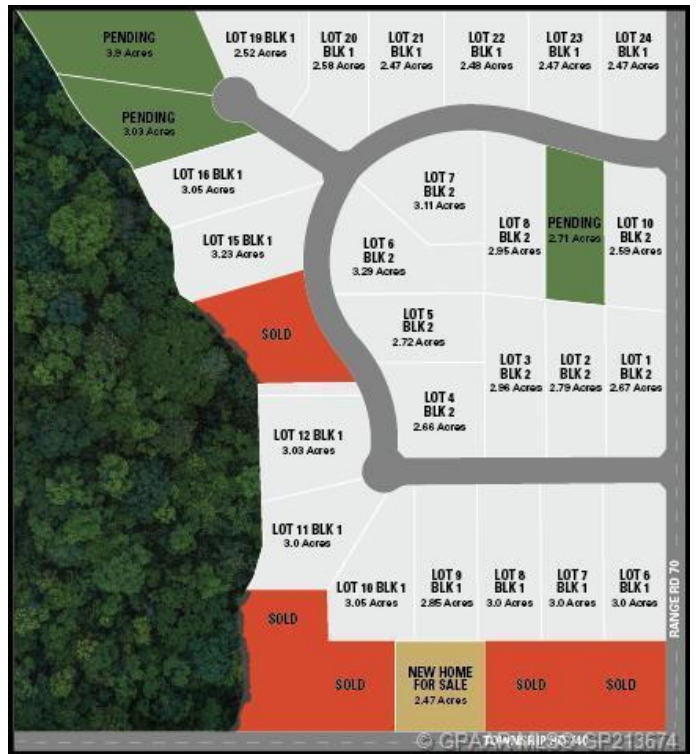 PENDING
3.9 Acres
LOT 19 BLK 1
2.52 Acres
LOT 20
BLK 1
2.58 Acres
LOT 21
BLK 1
2.47 Acres
LOT 22
BLK 1
2.48 Acres
LOT 23
BLK 1
2.47 Acres
LOT 24
BLK 1
2.47 Acres
PENDING
3.03 Acres
LOT 16 BLK 1
3.05 Acres
LOT 7
BLK 2
3.11 Acres
LOT 8
BLK 2
2.95 Acres
PENDING
2.71 Acres
LOT 10
BLK 2
2.59 Acres
LOT 15 BLK 1
3.23 Acres
LOT 6
BLK 2
3.29 Acres
SOLD
LOT 5
BLK 2
2.72 Acres
LOT 3
BLK 2
2.96 Acres
LOT 2
BLK 2
2.79 Acres
LOT 1
BLK 2
2.67 Acres
LOT 4
BLK 2
2.66 Acres
LOT 12 BLK 1
3.03 Acres
LOT 11 BLK 1
3.0 Acres
LOT 10 BLK 1
3.05 Acres
LOT 9
BLK 1
2.85 Acres
LOT 8
BLK 1
3.0 Acres
LOT 7
BLK 1
3.0 Acres
LOT 6
BLK 1
3.0 Acres
RANGE RD 70
SOLD
SOLD
NEW HOME
FOR SALE
2.47 Acres
SOLD
SOLD
TOWNSHIP RD 740